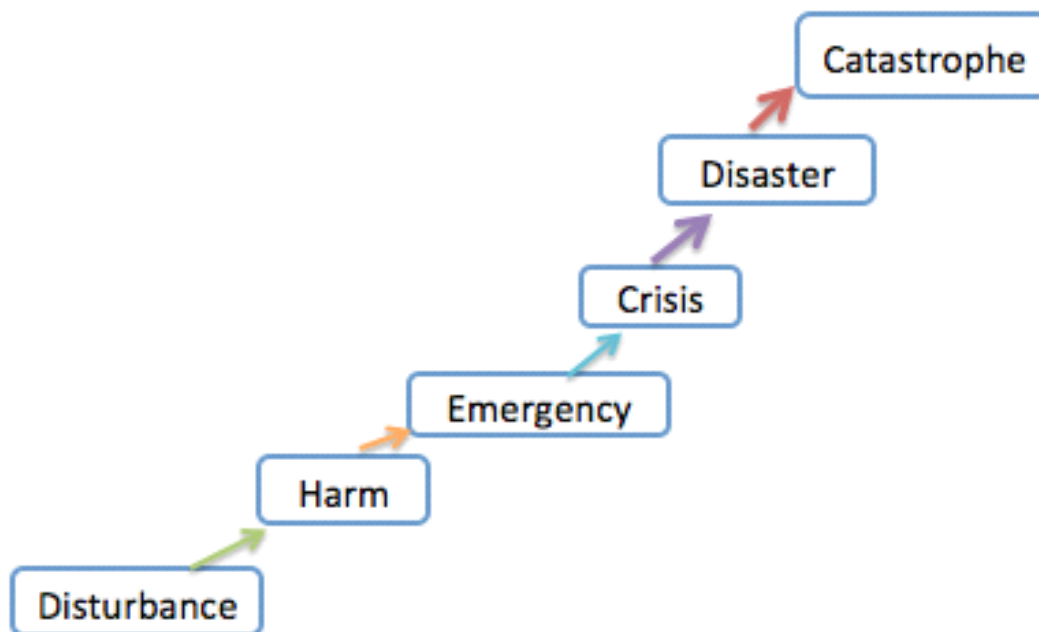 Catastrophe
Disaster
Crisis
Emergency
Harm
Disturbance